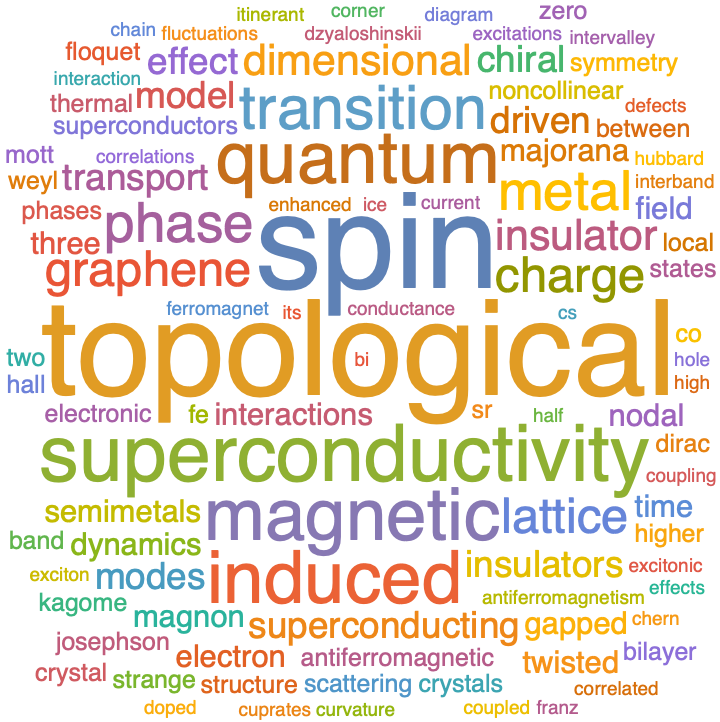 itinerant corner diagram zero
chain fluctuations dzyaloshinskii excitations intervalley
floquet effect dimensional chiral symmetry
interaction model transition noncollinear
thermal driven defects
superconductors quantum between
mott correlations majorana hubbard
weyl transport metal interband
phases phase enhanced ice current field
three spin insulator local
graphene charge states
ferromagnet its conductance cs
topological co
two bi hole
hall high
electronic fe interactions sr half nodal
superconductivity dirac
coupling
semimetals magnetic lattice time
band dynamics higher
exciton modes induced insulators excitonic
kagome antiferromagnetism effects
magnon superconducting gapped chern
josephson electron antiferromagnetic twisted bilayer
crystal strange structure scattering crystals correlated
doped cuprates curvature coupled franz